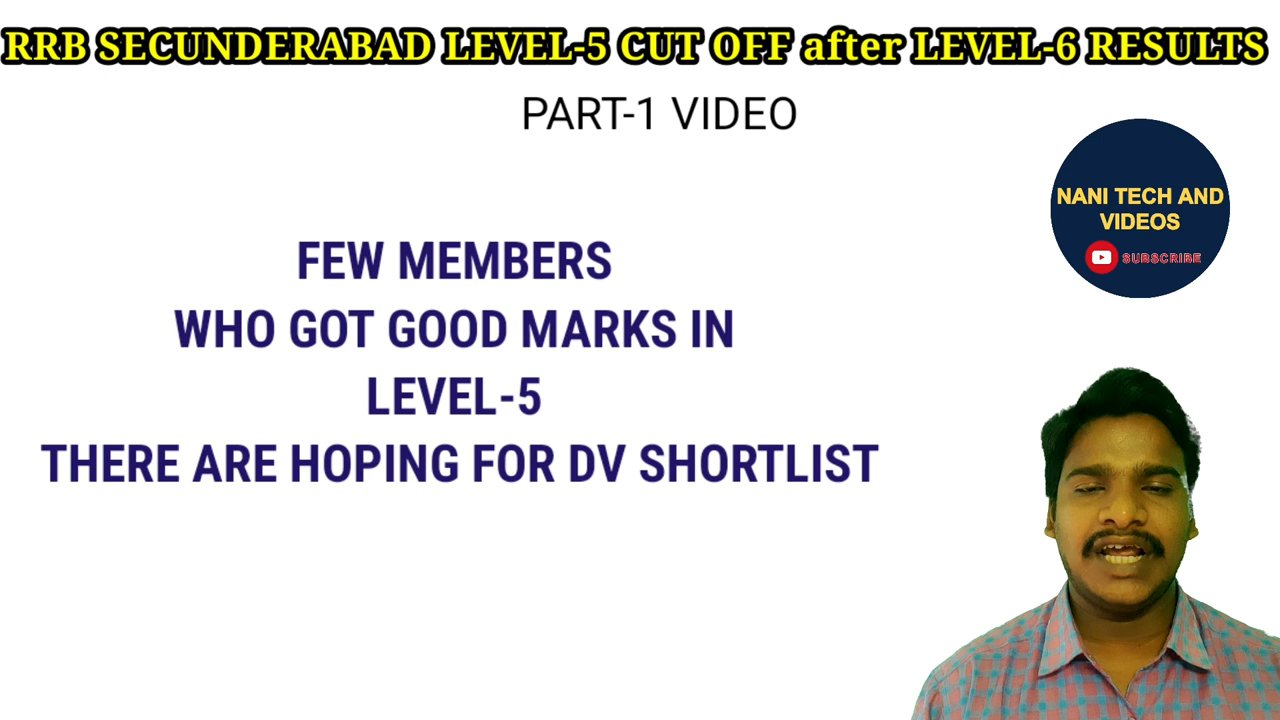 RRB SECUNDERABAD LEVEL-5 CUT OFF after LEVEL-6 RESULTS
PART-1 VIDEO
NANI TECH AND
VIDEOS
SUBSCRIBE
FEW MEMBERS
WHO GOT GOOD MARKS IN
LEVEL-5
THERE ARE HOPING FOR DV SHORTLIST